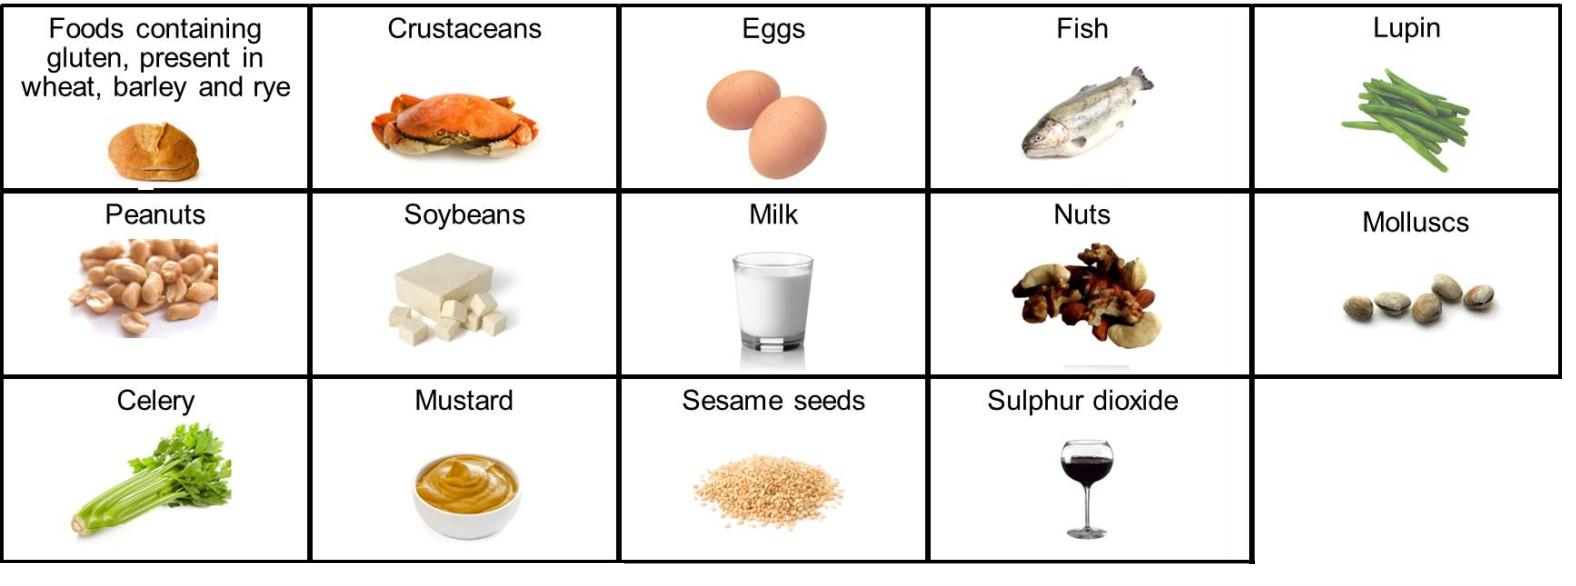 Foods containing
gluten, present in
wheat, barley and rye
Crustaceans
Eggs
Fish
Lupin
Peanuts
Soybeans
Milk
Nuts
Molluscs
Celery
Mustard
Sesame seeds
Sulphur dioxide